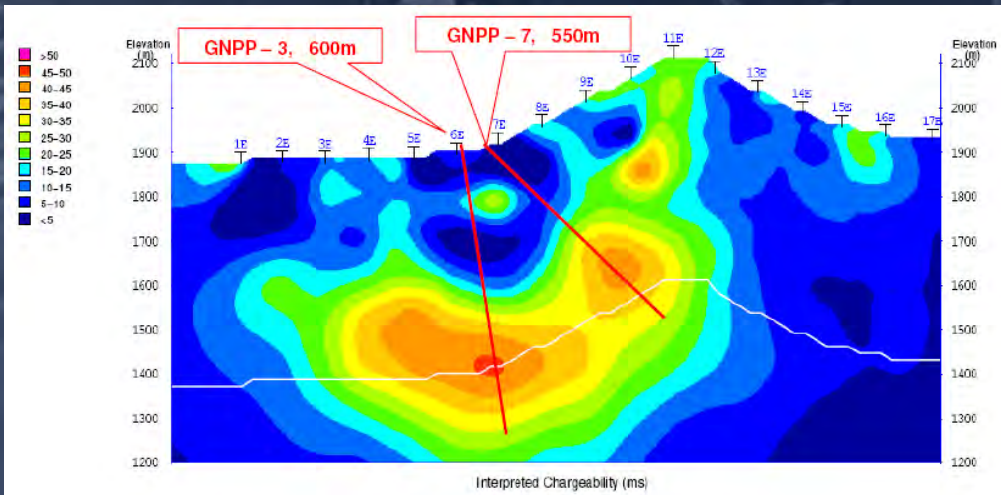 GNPP – 3, 600m
GNPP – 7, 550m
>50
45-50
40-45
35-40
30-35
25-30
20-25
15-20
10-15
5-10
<5
Elevation
(m)
2100
2000
1900
1800
1700
1600
1500
1400
1300
1200
1E
2E
3E
4E
5E
6E
7E
8E
9E
10E
11E
12E
13E
14E
15E
16E
17E
Elevation
(m)
2100
2000
1900
1800
1700
1600
1500
1400
1300
1200
Interpreted Chargeability (ms)